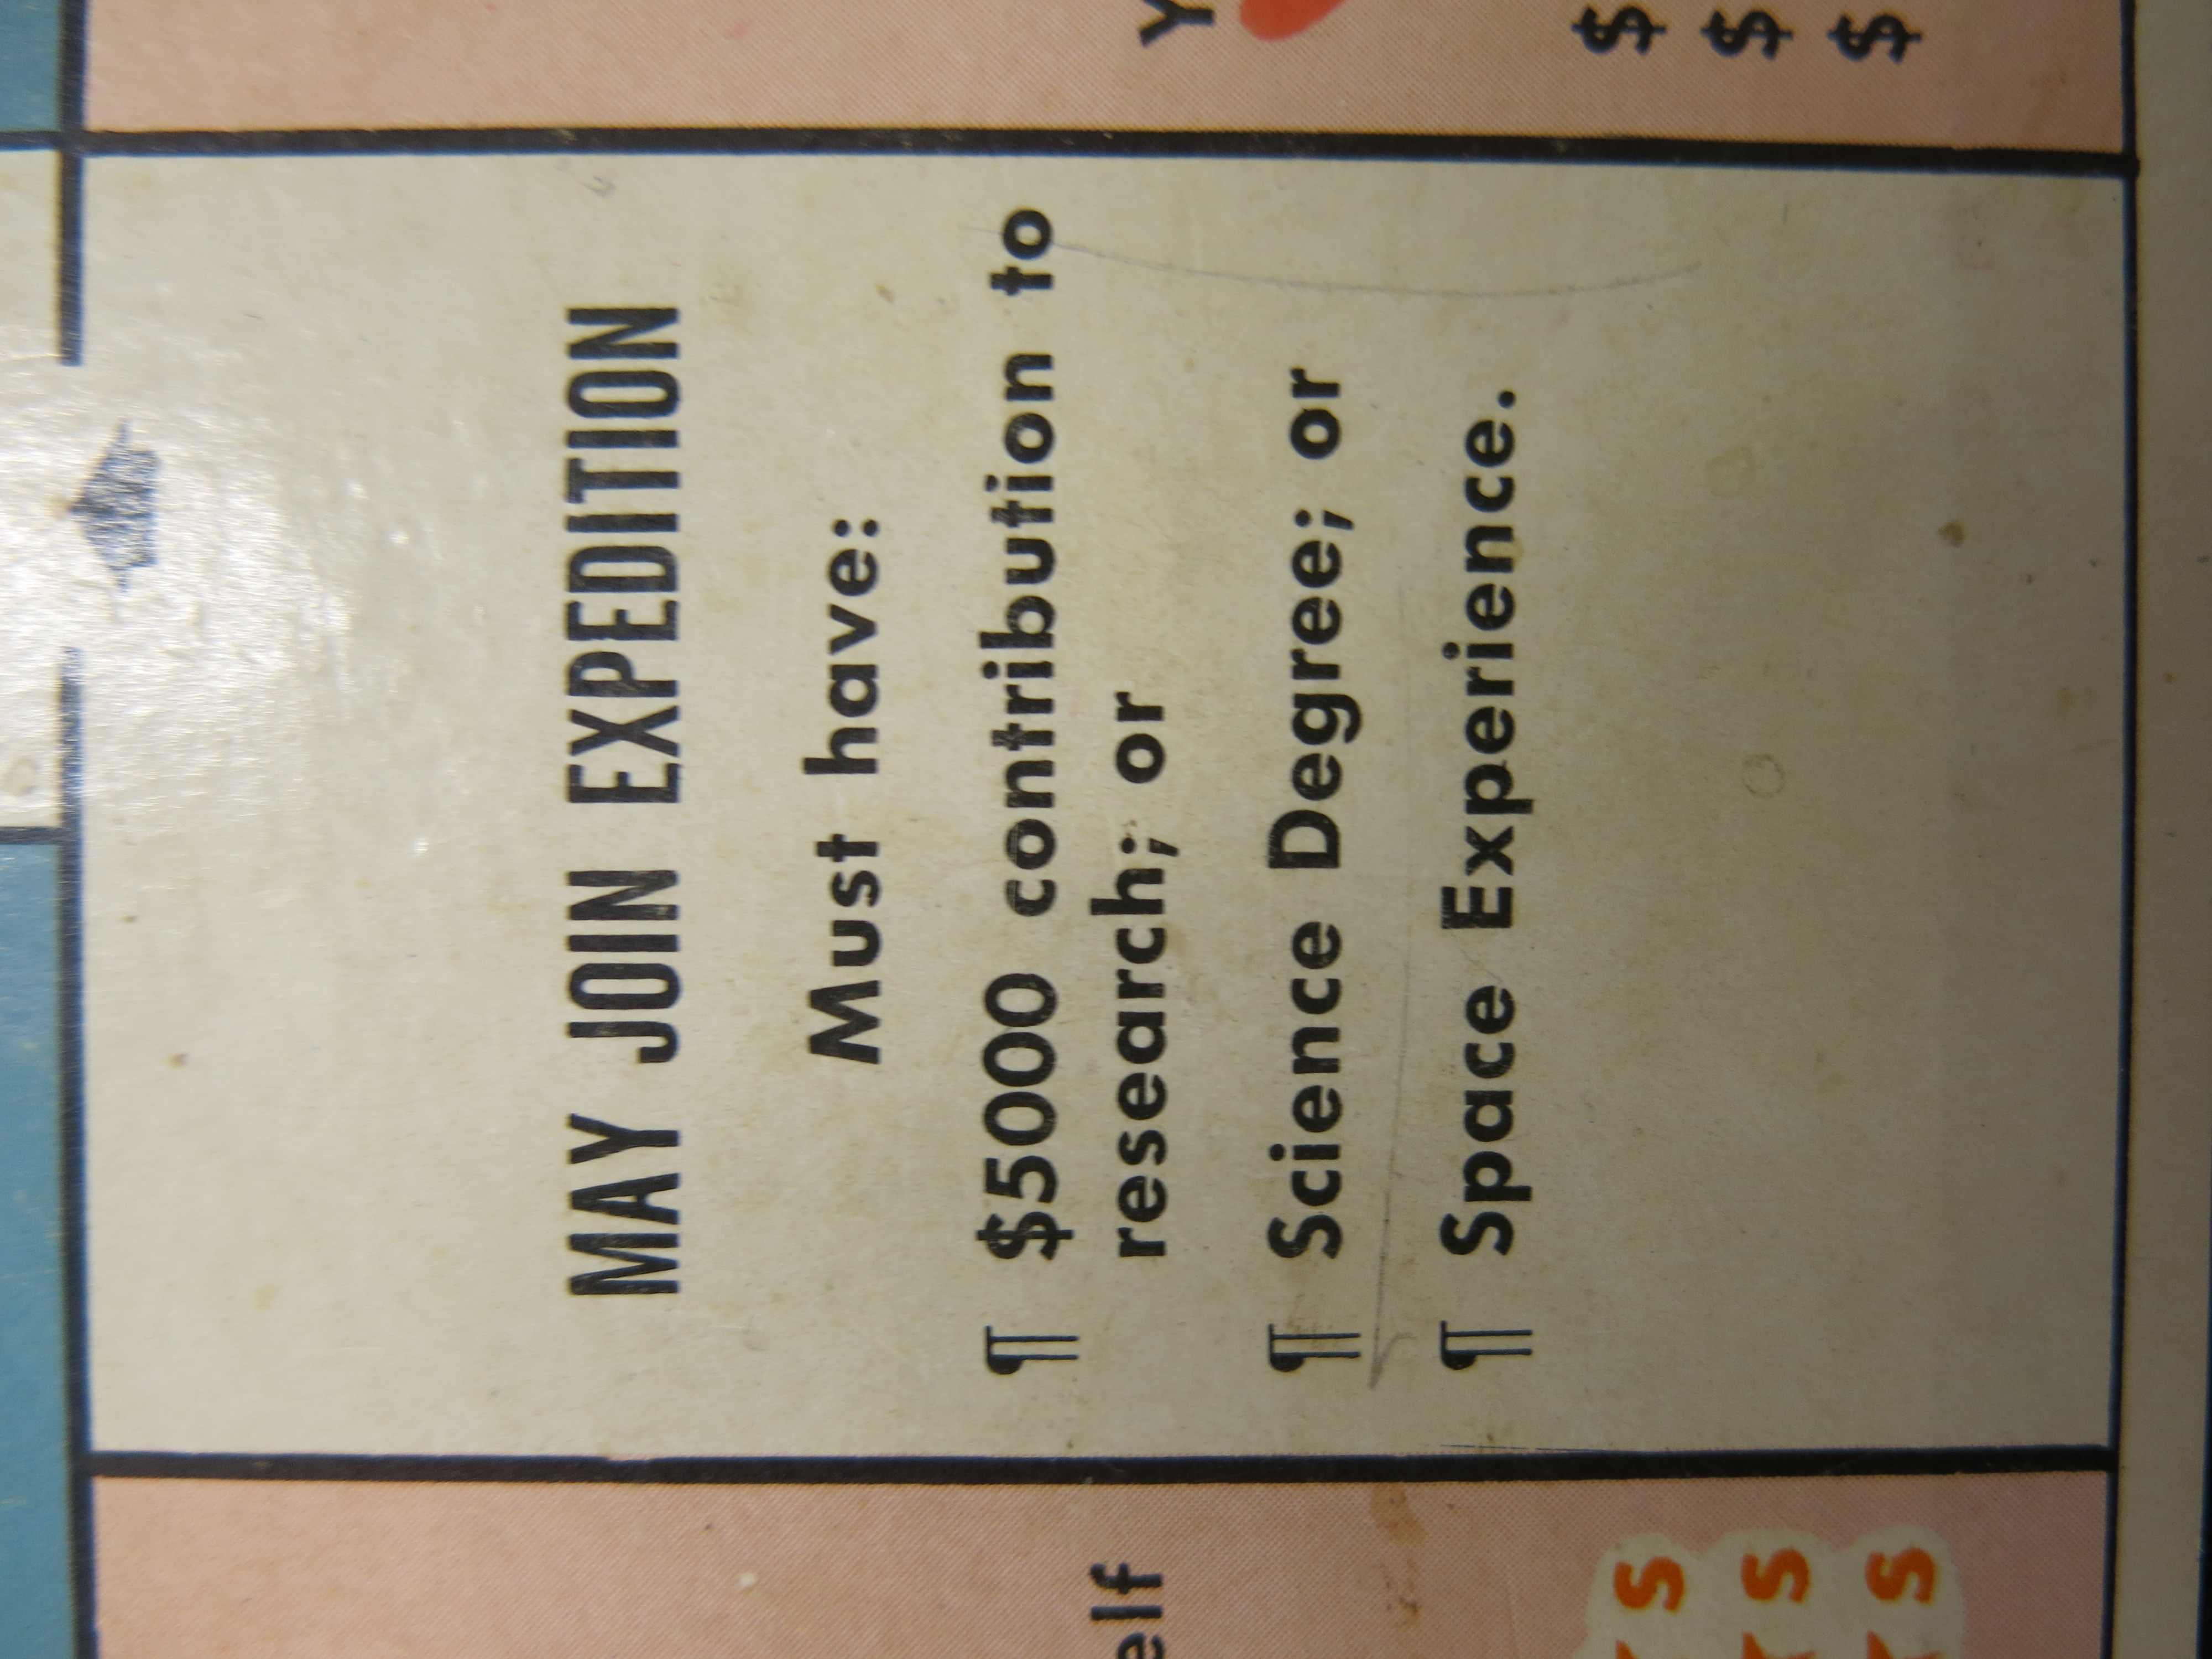 MAY JOIN EXPEDITION
Must have:
¶ $5000 contribution to
research; or
¶ Science Degree; or
¶ Space Experience.
Y
$
$
$
elf
S
S
S